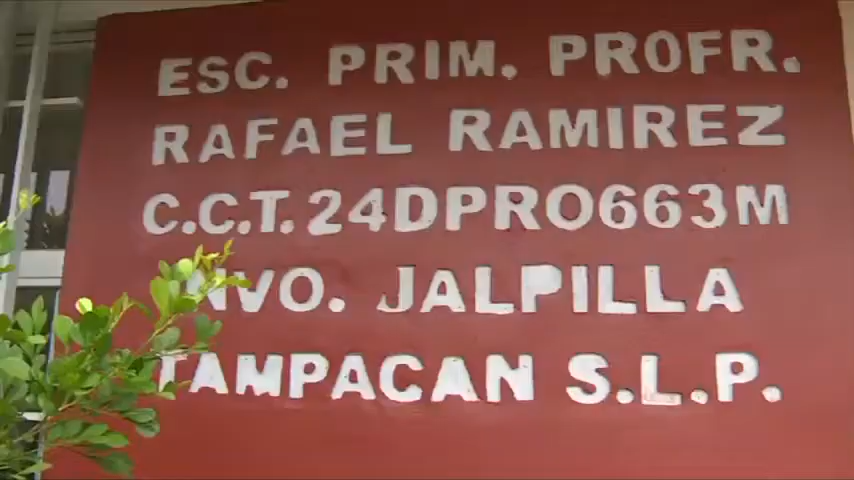 ESC. PRIM. PROFR.
RAFAEL RAMIREZ
C.C.T. 24DPRO663M
NVO. JALPILLA
TAMPACAN S.L.P.